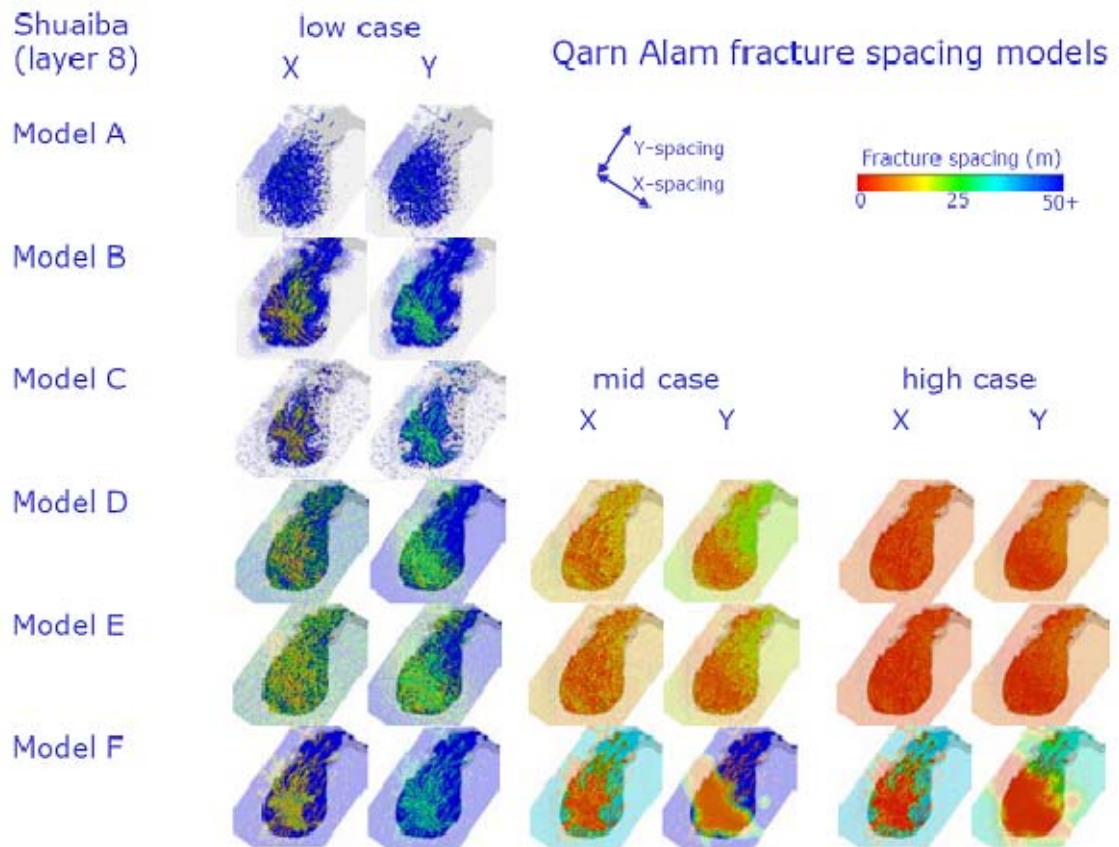 Shuaiba
(layer 8)
low case
X Y
Qarn Alam fracture spacing models
Model A
Y-spacing
X-spacing
Fracture spacing (m)
0 25 50+
Model B
Model C
mid case high case
X Y X Y
Model D
Model E
Model F